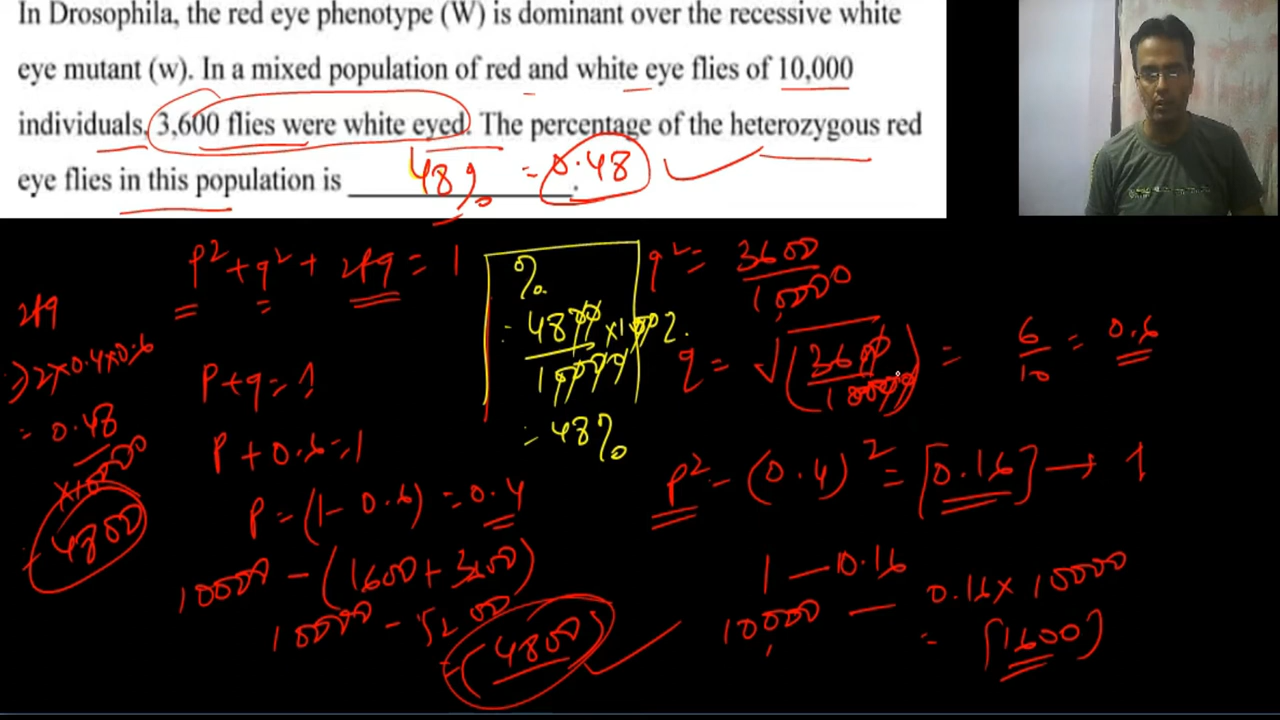 In Drosophila, the red eye phenotype (W) is dominant over the recessive white
eye mutant (w). In a mixed population of red and white eye flies of 10,000
individuals, 3,600 flies were white eyed. The percentage of the heterozygous red
eye flies in this population is ____________.
48% = 0.48
p² + q² + 2pq = 1
2pq
⇒ 2×0.4×0.6
= 0.48
×10000
= 4800
p+q=1
p+0.6=1
p=(1-0.6)=0.4
10000 - (1600+3600)
10000 - 5200
= 4800
%
= 4800/10000 ×100%.
= 48%
q² = 3600/10000
q = √(3600/10000) = 6/10 = 0.6
p² = (0.4)² = [0.16] → 1
1 — 0.16
10,000 — 0.16×10000
= [1600]